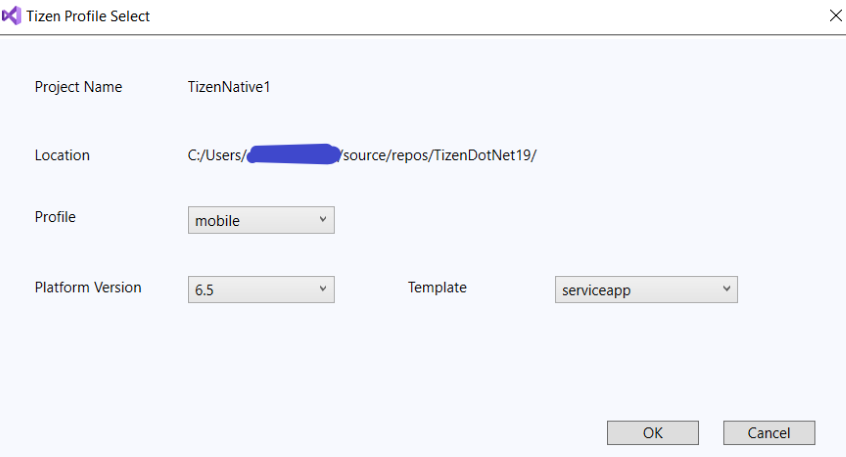 Tizen Profile Select
Project Name TizenNative1
Location C:/Users/ /source/repos/TizenDotNet19/
Profile mobile
Platform Version 6.5 Template serviceapp
OK Cancel